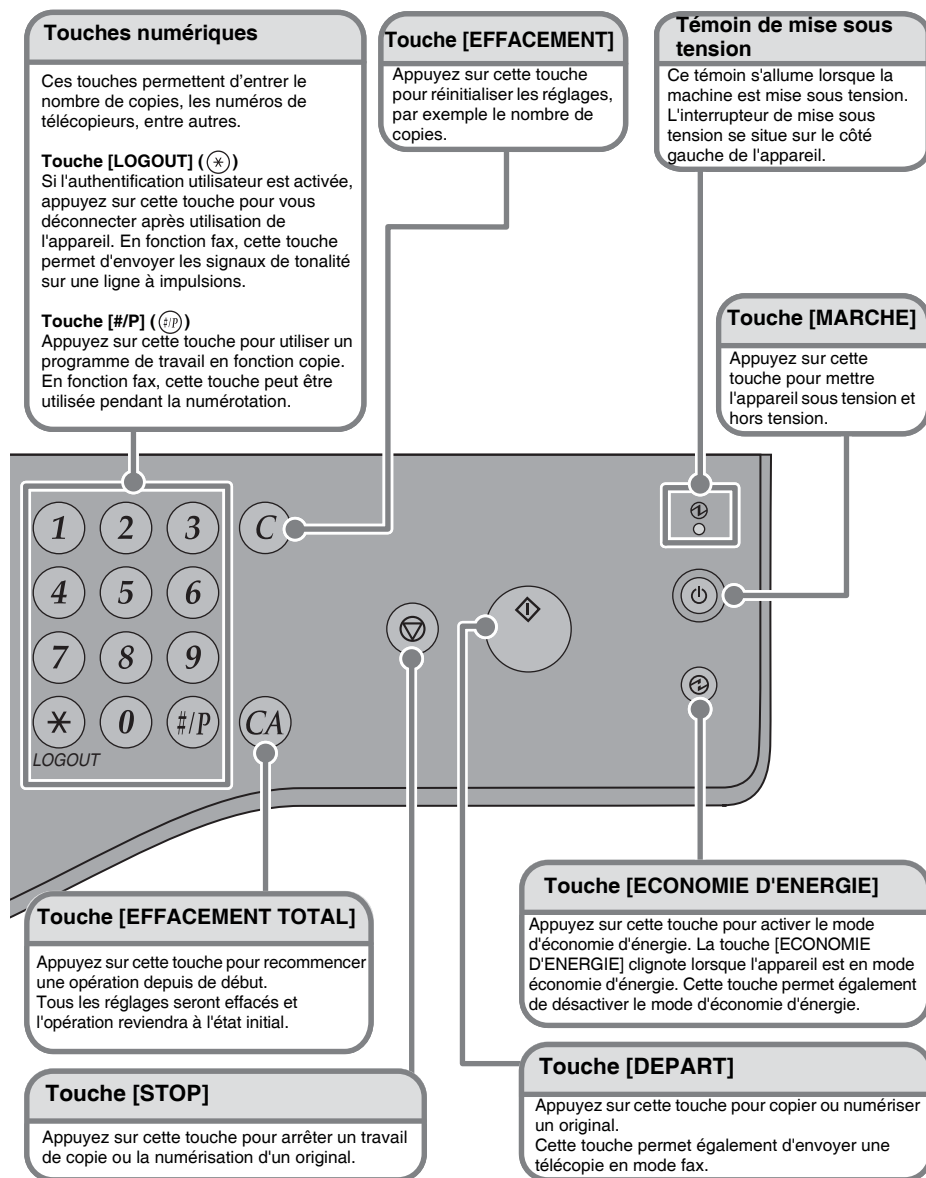 Touches numériques
Ces touches permettent d'entrer le
nombre de copies, les numéros de
télécopieurs, entre autres.
Touche [LOGOUT] (*)
Si l'authentification utilisateur est activée,
appuyez sur cette touche pour vous
déconnecter après utilisation de
l'appareil. En fonction fax, cette touche
permet d'envoyer les signaux de tonalité
sur une ligne à impulsions.
Touche [#/P] (#/P)
Appuyez sur cette touche pour utiliser un
programme de travail en fonction copie.
En fonction fax, cette touche peut être
utilisée pendant la numérotation.
Touche [EFFACEMENT]
Appuyez sur cette touche
pour réinitialiser les réglages,
par exemple le nombre de
copies.
Témoin de mise sous
tension
Ce témoin s'allume lorsque la
machine est mise sous tension.
L'interrupteur de mise sous
tension se situe sur le côté
gauche de l'appareil.
Touche [MARCHE]
Appuyez sur cette
touche pour mettre
l'appareil sous tension et
hors tension.
1 2 3 C
4 5 6
7 8 9
* 0 #/P CA
LOGOUT
Touche [EFFACEMENT TOTAL]
Appuyez sur cette touche pour recommencer
une opération depuis de début.
Tous les réglages seront effacés et
l'opération reviendra à l'état initial.
Touche [STOP]
Appuyez sur cette touche pour arrêter un travail
de copie ou la numérisation d'un original.
Touche [ECONOMIE D'ENERGIE]
Appuyez sur cette touche pour activer le mode
d'économie d'énergie. La touche [ECONOMIE
D'ENERGIE] clignote lorsque l'appareil est en mode
économie d'énergie. Cette touche permet également
de désactiver le mode d'économie d'énergie.
Touche [DEPART]
Appuyez sur cette touche pour copier ou numériser
un original.
Cette touche permet également d'envoyer une
télécopie en mode fax.